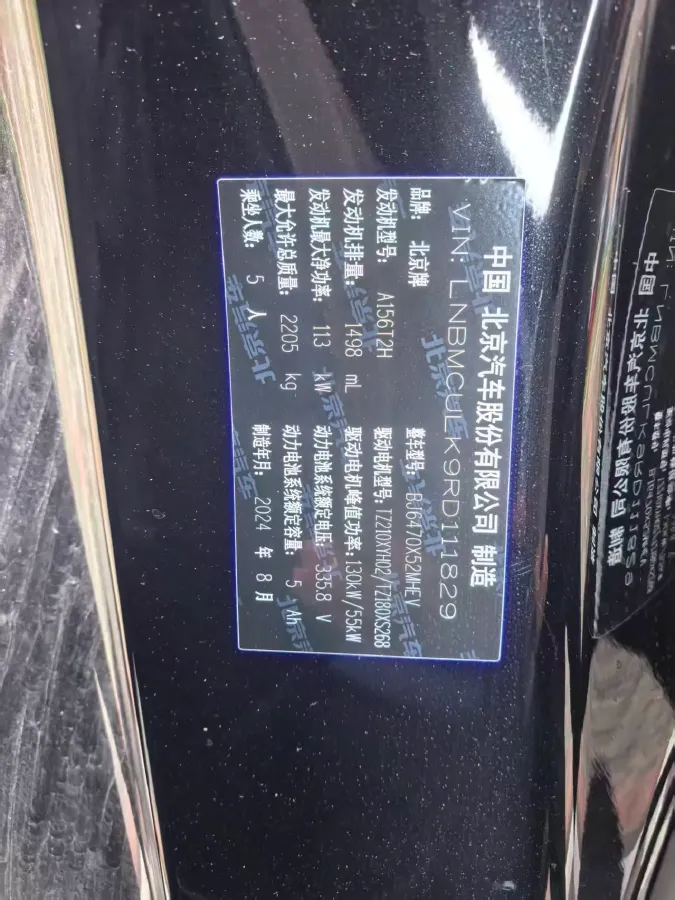 中国 北京汽车股份有限公司 制造
VIN: LNBMCULK9RD111829
品牌: 北京牌 整车型号: BJ6470X52MHEV
发动机型号: A156T2H 驱动电机型号: TZ210XYH02/TZ180XS268
发动机排量: 1498 mL 驱动电机峰值功率: 130kW/55kW
发动机最大净功率: 113 kW 动力电池系统额定电压: 335.8 V
最大允许总质量: 2205 kg 动力电池系统额定容量: 5 Ah
乘坐人数: 5 人 制造年月: 2024 年 8 月